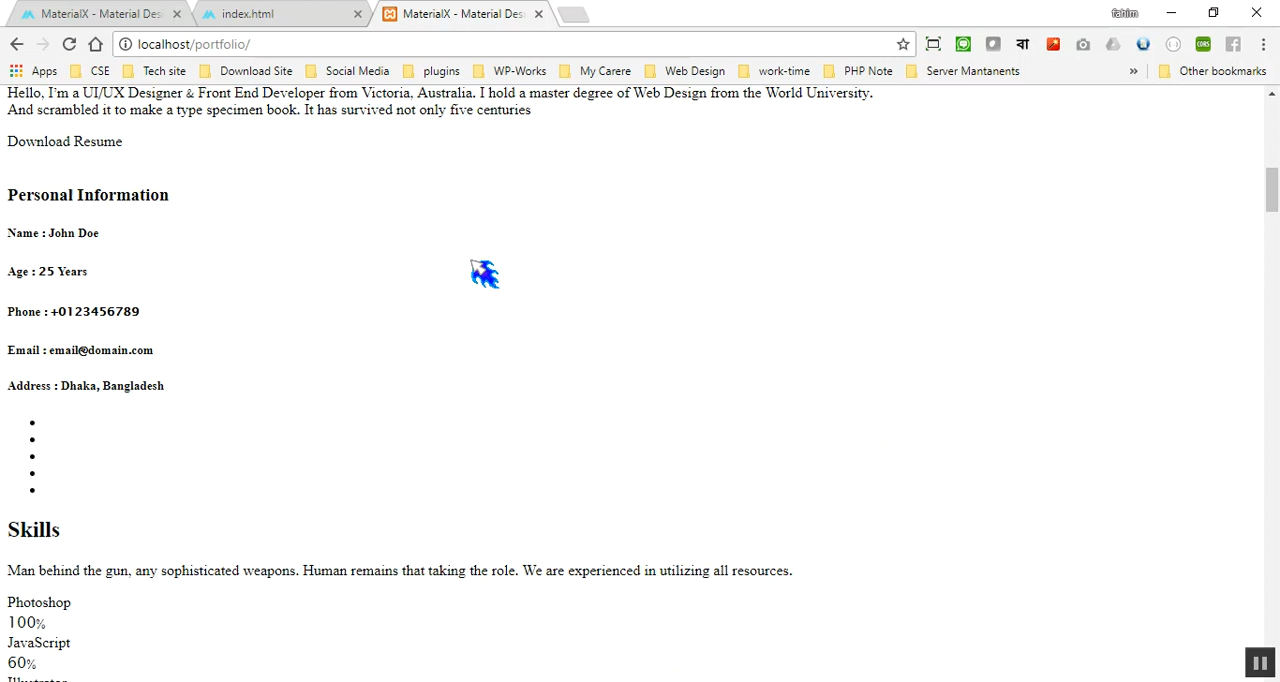 MaterialX - Material Des
index.html
MaterialX - Material Des
fahim
localhost/portfolio/
বা
CORS
Apps
CSE
Tech site
Download Site
Social Media
plugins
WP-Works
My Carere
Web Design
work-time
PHP Note
Server Mantanents
»
Other bookmarks
Hello, I'm a UI/UX Designer & Front End Developer from Victoria, Australia. I hold a master degree of Web Design from the World University.
And scrambled it to make a type specimen book. It has survived not only five centuries
Download Resume
Personal Information
Name : John Doe
Age : 25 Years
Phone : +0123456789
Email : email@domain.com
Address : Dhaka, Bangladesh
Skills
Man behind the gun, any sophisticated weapons. Human remains that taking the role. We are experienced in utilizing all resources.
Photoshop
100%
JavaScript
60%
Illustrator